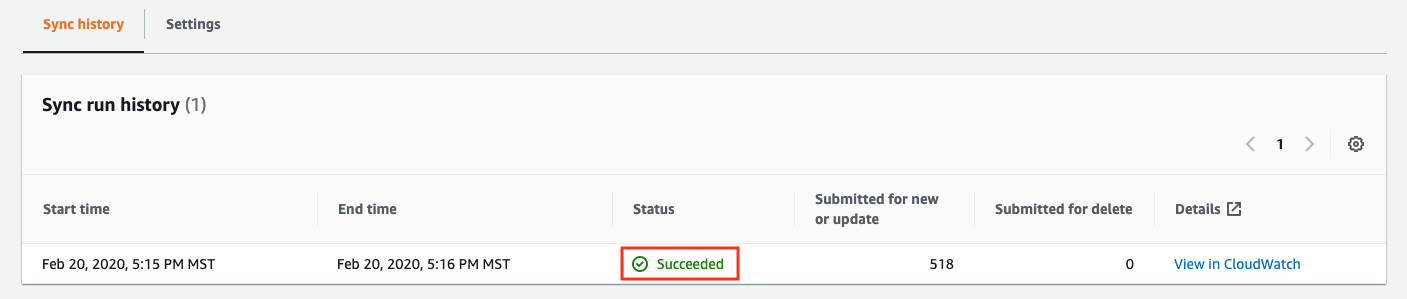 Sync history
Settings
Sync run history (1)
1
Start time
End time
Status
Submitted for new
or update
Submitted for delete
Details
Feb 20, 2020, 5:15 PM MST
Feb 20, 2020, 5:16 PM MST
Succeeded
518
0
View in CloudWatch